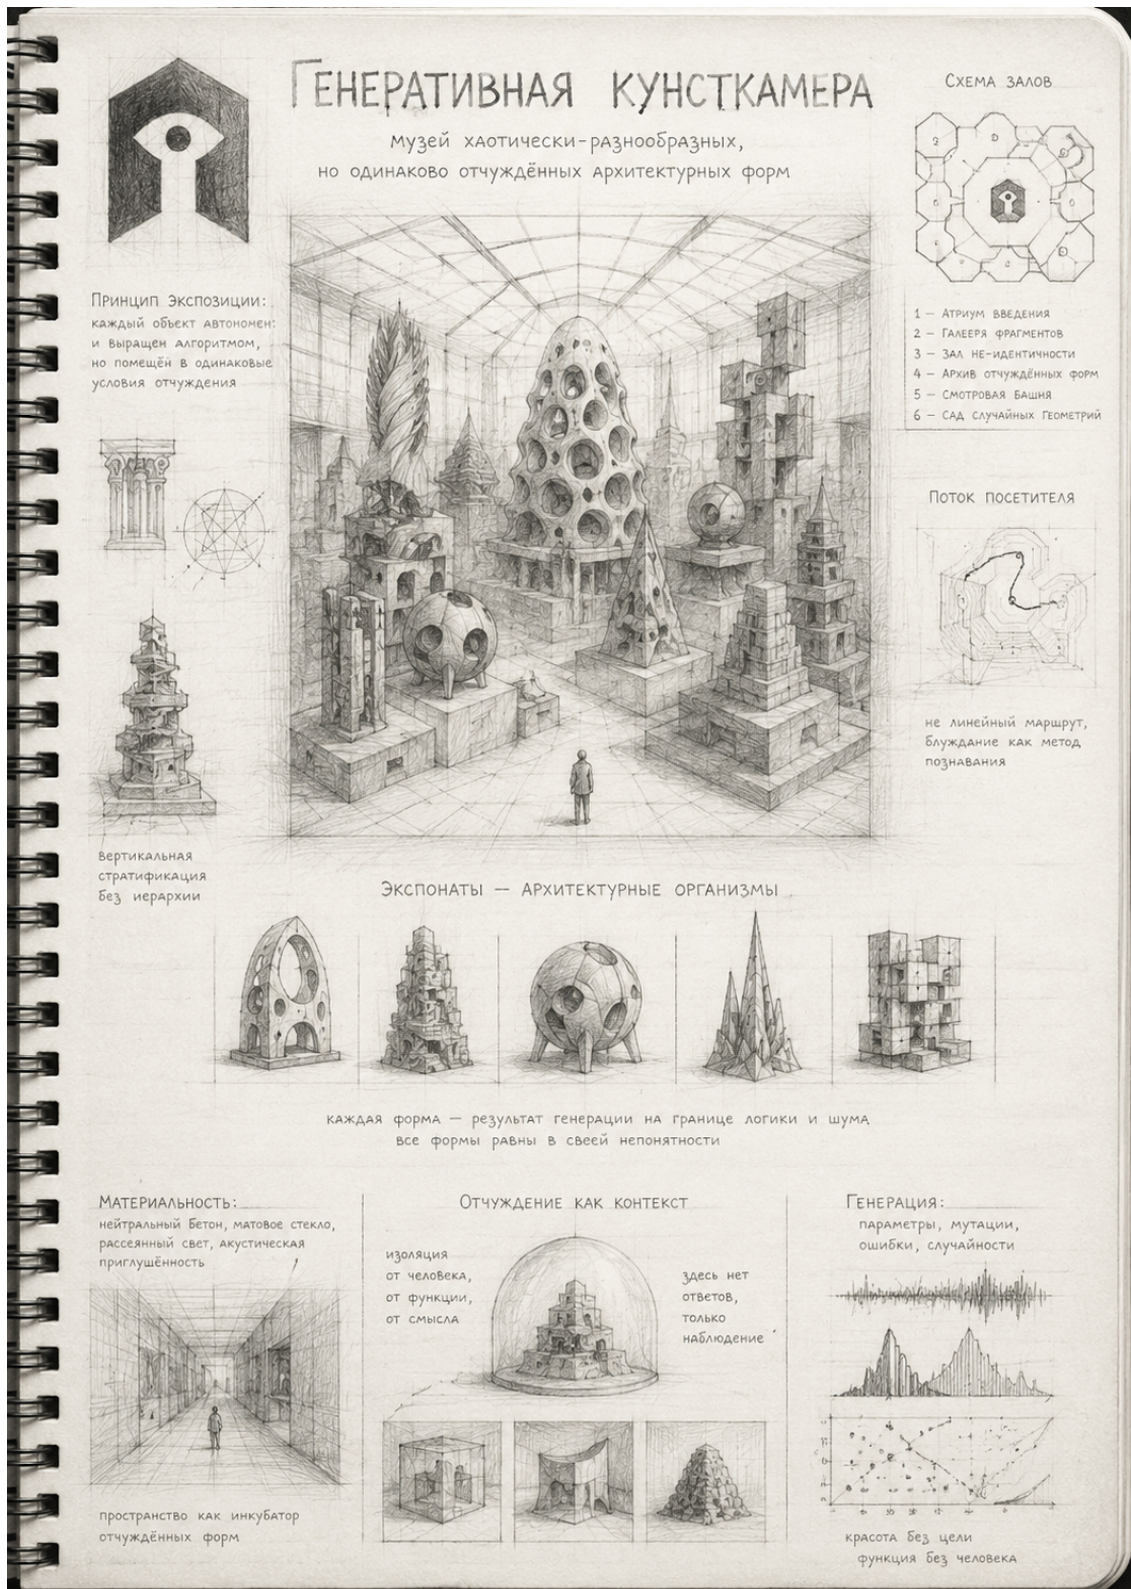 Генеративная кунсткамера
музей хаотически-разнообразных,
но одинаково отчуждённых архитектурных форм
Схема залов
1 — Атриум введения
2 — Галееря фрагментов
3 — Зал не-идентичности
4 — Архив отчуждённых форм
5 — Смотровая башня
6 — Сад случайных геометрий
Принцип экспозиции:
каждый объект автономен:
и выращен алгоритмом,
но помещён в одинаковые
условия отчуждения
Поток посетителя
не линейный маршрут,
блуждание как метод
познавания
вертикальная
стратификация
без иерархии
Экспонаты — архитектурные организмы
каждая форма — результат генерации на границе логики и шума
все формы равны в свеей непонятности
Материальность:
нейтральный бетон, матовое стекло,
рассеянный свет, акустическая
приглушённость
пространство как инкубатор
отчуждённых форм
Отчуждение как контекст
изоляция
от человека,
от функции,
от смысла
здесь нет
ответов,
только
наблюдение
Генерация:
параметры, мутации,
ошибки, случайности
красота без цели
функция без человека